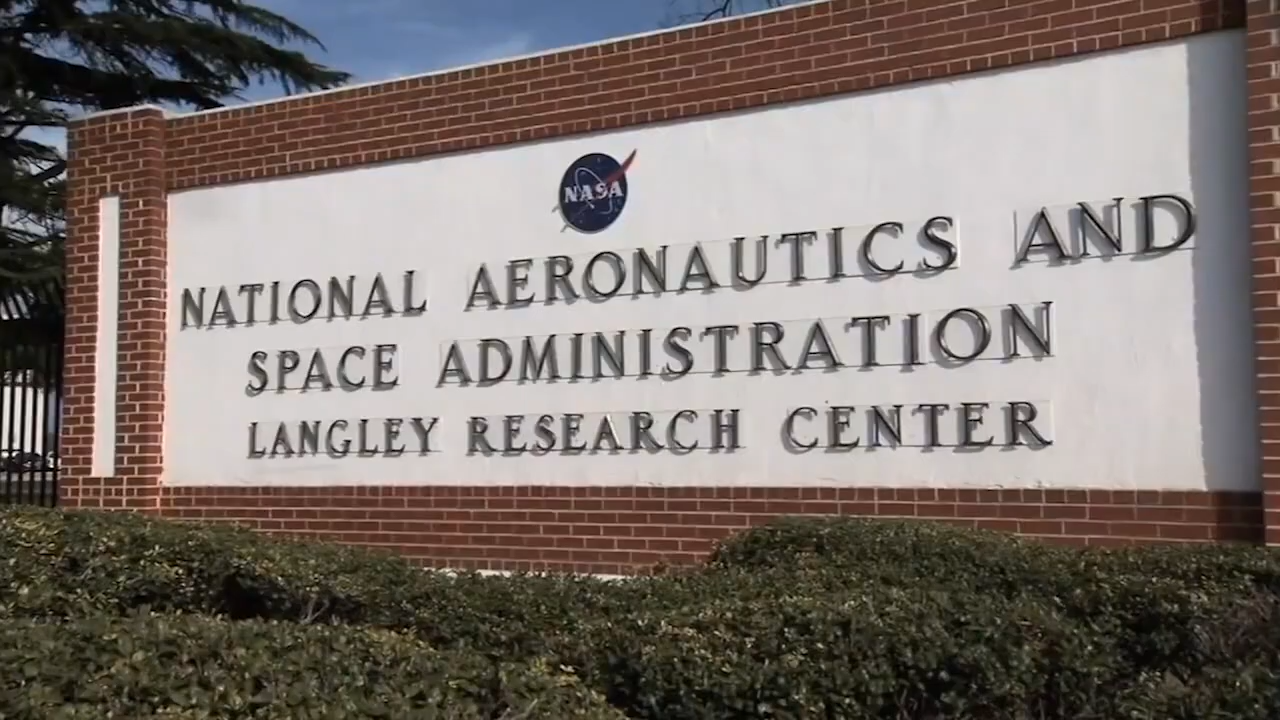 NASA
NATIONAL AERONAUTICS AND
SPACE ADMINISTRATION
LANGLEY RESEARCH CENTER